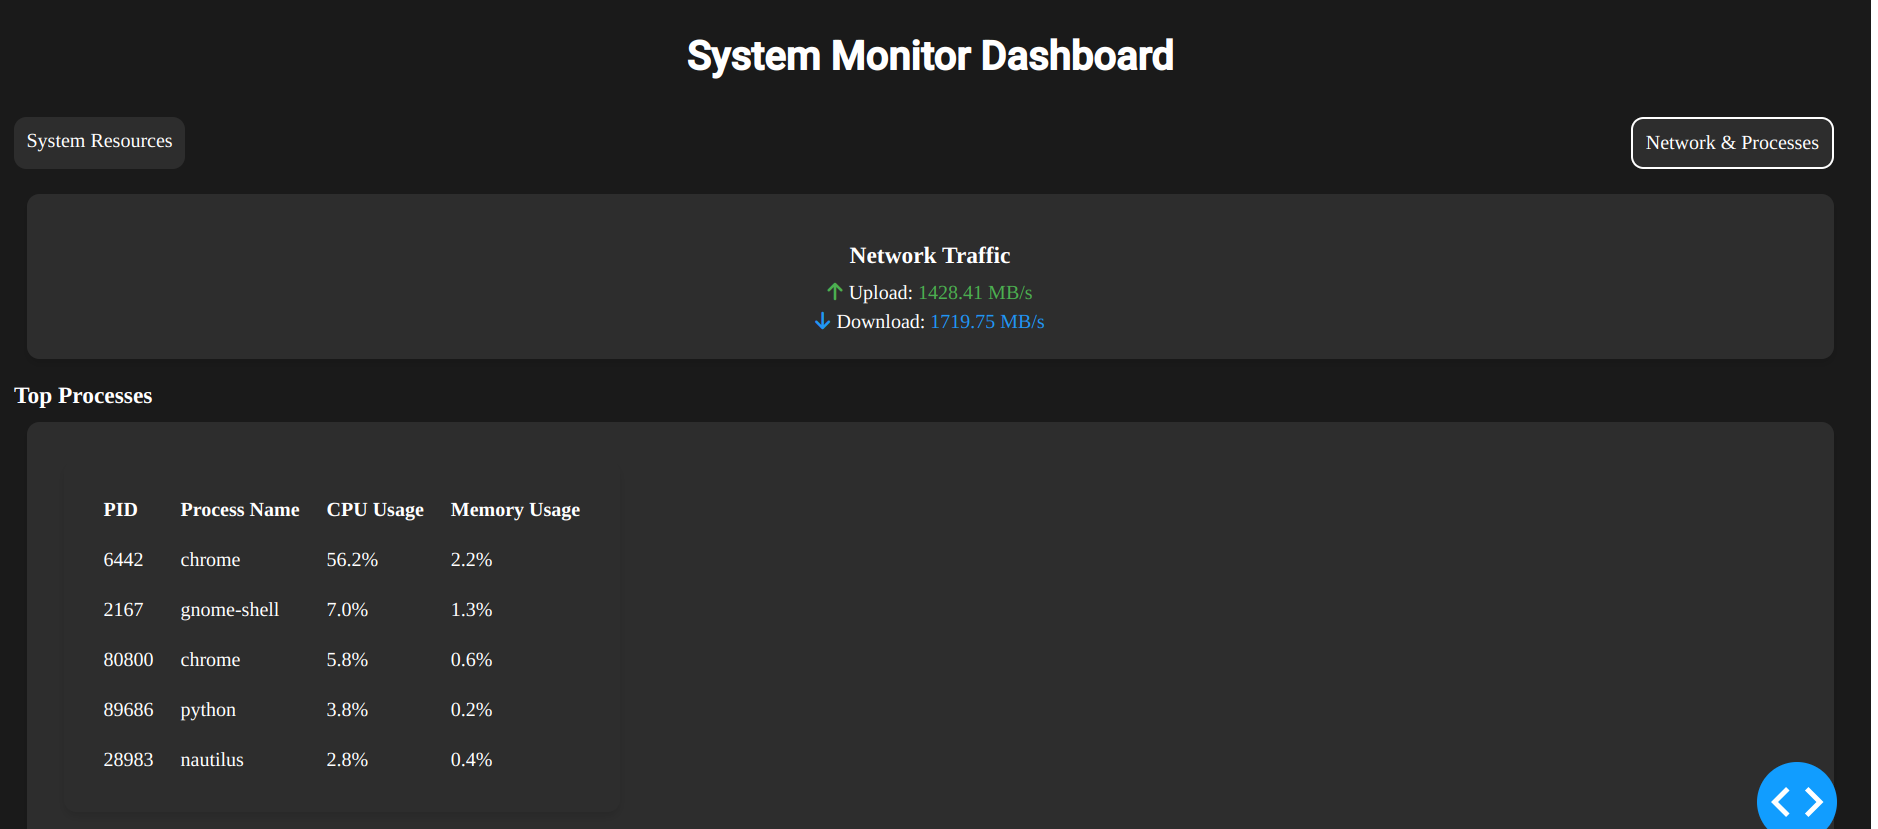 System Monitor Dashboard
System Resources
Network & Processes
Network Traffic
Upload: 1428.41 MB/s
Download: 1719.75 MB/s
Top Processes
PID Process Name CPU Usage Memory Usage
6442 chrome 56.2% 2.2%
2167 gnome-shell 7.0% 1.3%
80800 chrome 5.8% 0.6%
89686 python 3.8% 0.2%
28983 nautilus 2.8% 0.4%